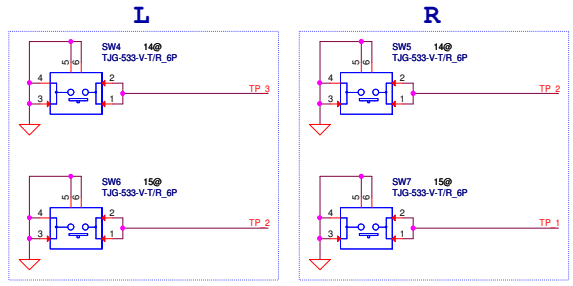 L
R
SW4 14@
TJG-533-V-T/R_6P
5 6
4 2
3 1
TP_3
SW5 14@
TJG-533-V-T/R_6P
5 6
4 2
3 1
TP_2
SW6 15@
TJG-533-V-T/R_6P
5 6
4 2
3 1
TP_2
SW7 15@
TJG-533-V-T/R_6P
5 6
4 2
3 1
TP_1